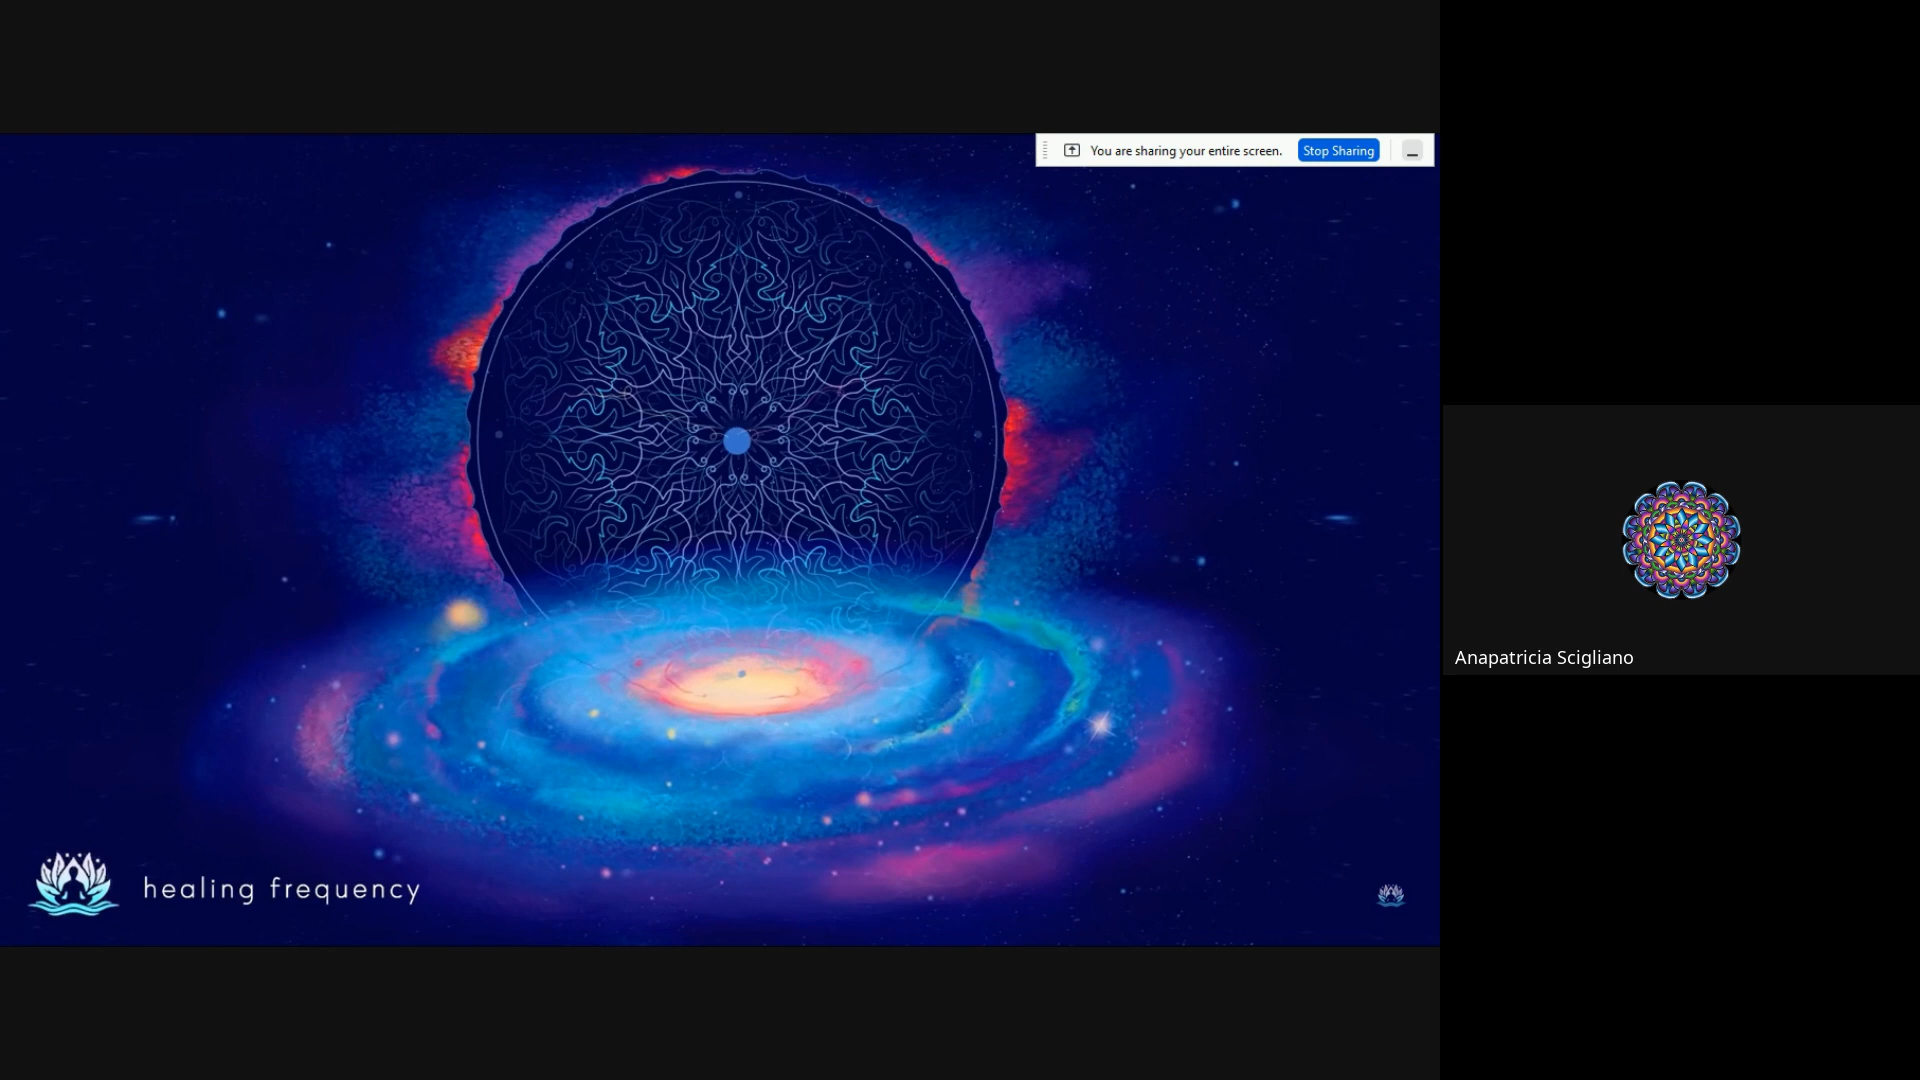 You are sharing your entire screen.
Stop Sharing
healing frequency
Anapatricia Scigliano